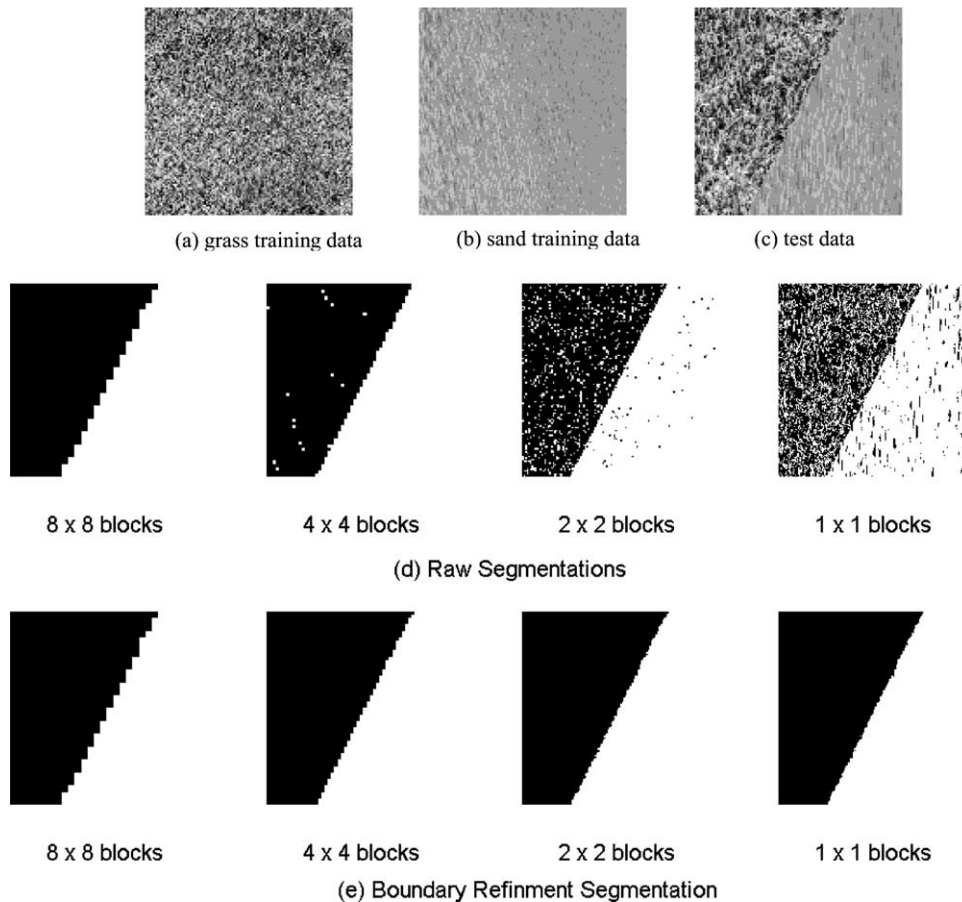 (a) grass training data
(b) sand training data
(c) test data
8 x 8 blocks
4 x 4 blocks
2 x 2 blocks
1 x 1 blocks
(d) Raw Segmentations
8 x 8 blocks
4 x 4 blocks
2 x 2 blocks
1 x 1 blocks
(e) Boundary Refinment Segmentation